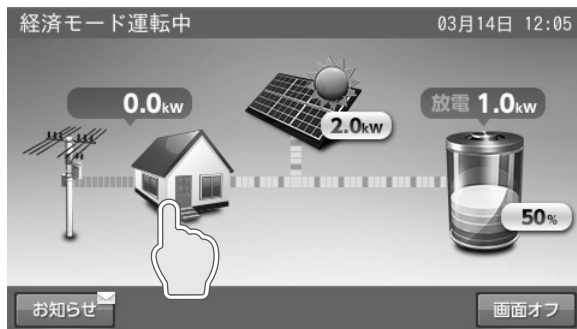 経済モード運転中
03月14日 12:05
0.0kw
2.0kw
放電 1.0kw
50%
お知らせ
画面オフ